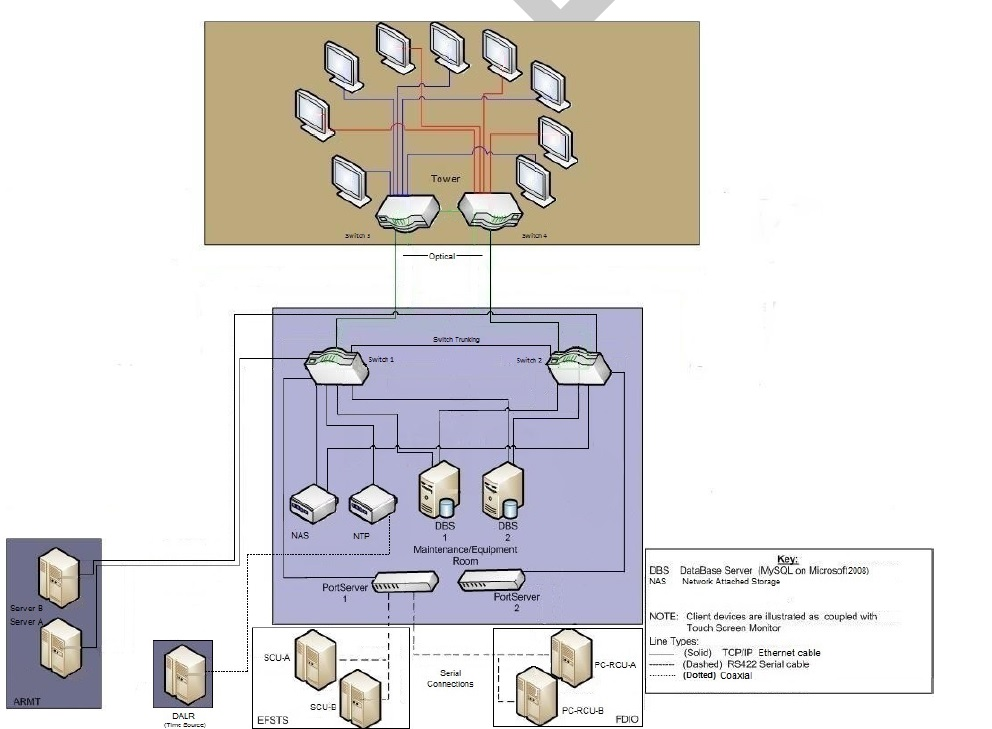 Tower
Switch 3
Switch 4
Optical
Switch Trunking
Switch 1
Switch 2
NAS
NTP
DBS
1
DBS
2
Maintenance/Equipment
Room
PortServer
1
PortServer
2
Server B
Server A
ARMT
DALR
(Time Source)
SCU-A
SCU-B
EFSTS
Serial
Connections
PC-RCU-A
PC-RCU-B
FDIO
Key:
DBS DataBase Server (MySQL on Microsoft2008)
NAS Network Attached Storage
NOTE: Client devices are illustrated as coupled with
Touch Screen Monitor
Line Types:
(Solid) TCP/IP Ethernet cable
(Dashed) RS422 Serial cable
(Dotted) Coaxial